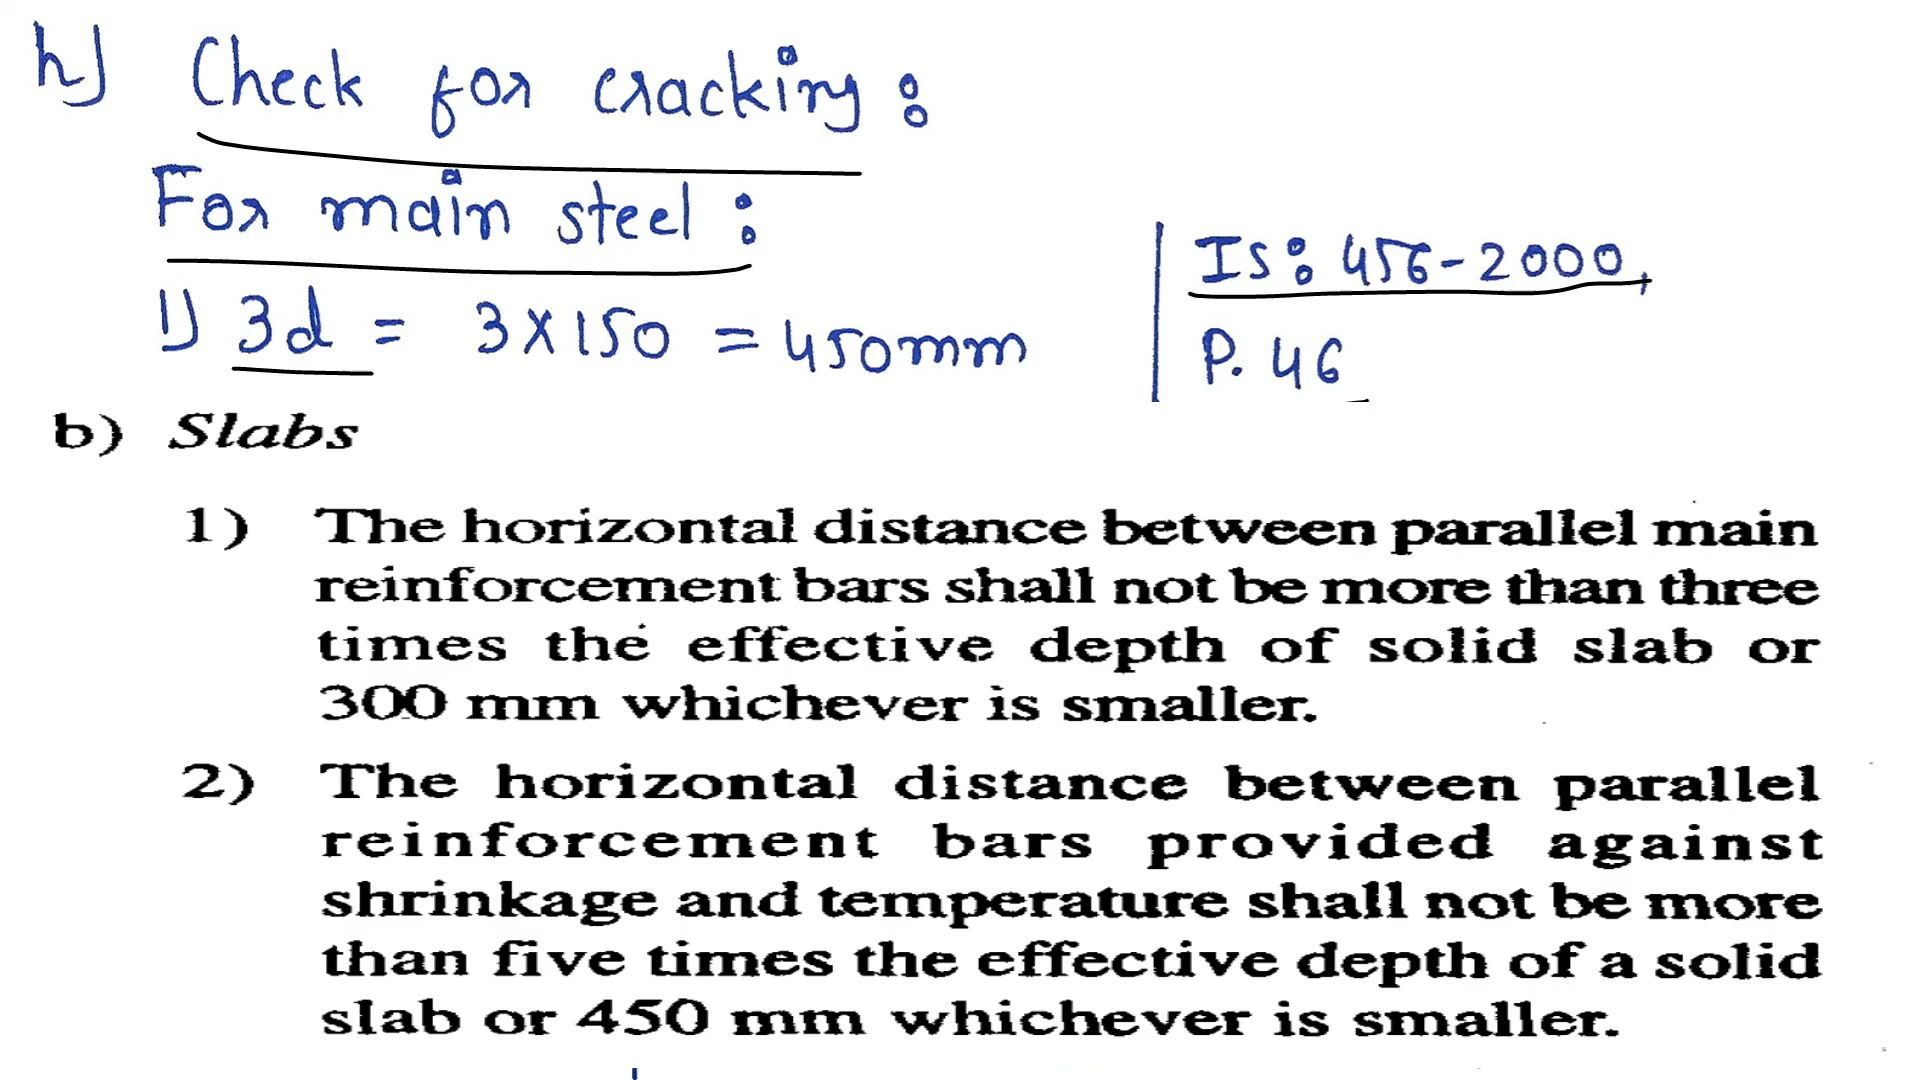 h) Check for cracking :
For main steel :
1) 3d = 3 × 150 = 450mm
IS : 456-2000,
P. 46
b) Slabs
1) The horizontal distance between parallel main
reinforcement bars shall not be more than three
times the effective depth of solid slab or
300 mm whichever is smaller.
2) The horizontal distance between parallel
reinforcement bars provided against
shrinkage and temperature shall not be more
than five times the effective depth of a solid
slab or 450 mm whichever is smaller.